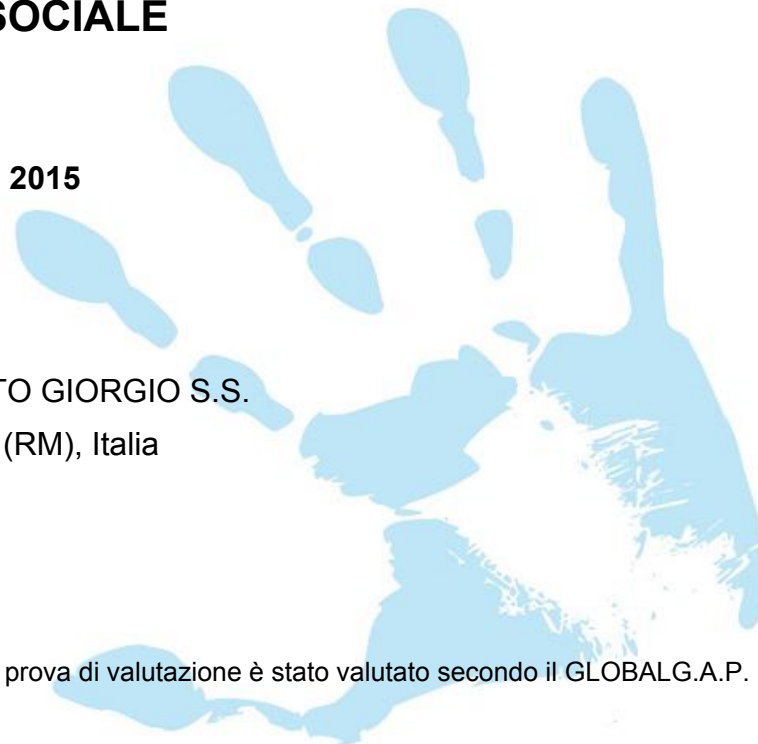 SOCIALE
2015
TO GIORGIO S.S.
(RM), Italia
prova di valutazione è stato valutato secondo il GLOBALG.A.P.